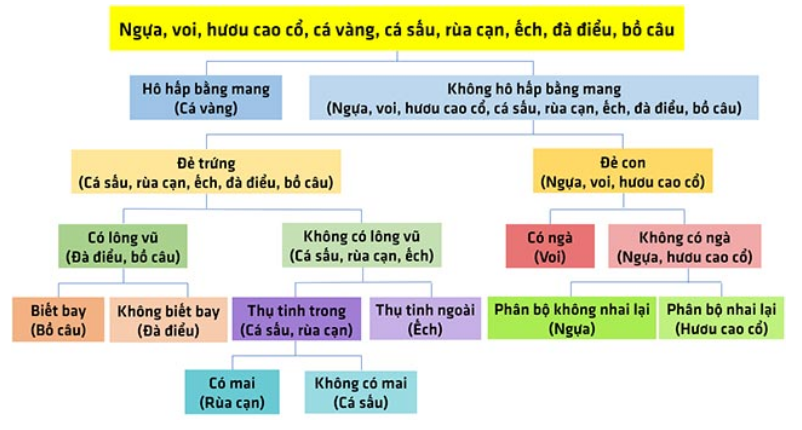 Ngựa, voi, hươu cao cổ, cá vàng, cá sấu, rùa cạn, ếch, đà điểu, bồ câu
Hô hấp bằng mang
(Cá vàng)
Không hô hấp bằng mang
(Ngựa, voi, hươu cao cổ, cá sấu, rùa cạn, ếch, đà điểu, bồ câu)
Đẻ trứng
(Cá sấu, rùa cạn, ếch, đà điểu, bồ câu)
Đẻ con
(Ngựa, voi, hươu cao cổ)
Có lông vũ
(Đà điểu, bồ câu)
Không có lông vũ
(Cá sấu, rùa cạn, ếch)
Có ngà
(Voi)
Không có ngà
(Ngựa, hươu cao cổ)
Biết bay
(Bồ câu)
Không biết bay
(Đà điểu)
Thụ tinh trong
(Cá sấu, rùa cạn)
Thụ tinh ngoài
(Ếch)
Phân bộ không nhai lại
(Ngựa)
Phân bộ nhai lại
(Hươu cao cổ)
Có mai
(Rùa cạn)
Không có mai
(Cá sấu)